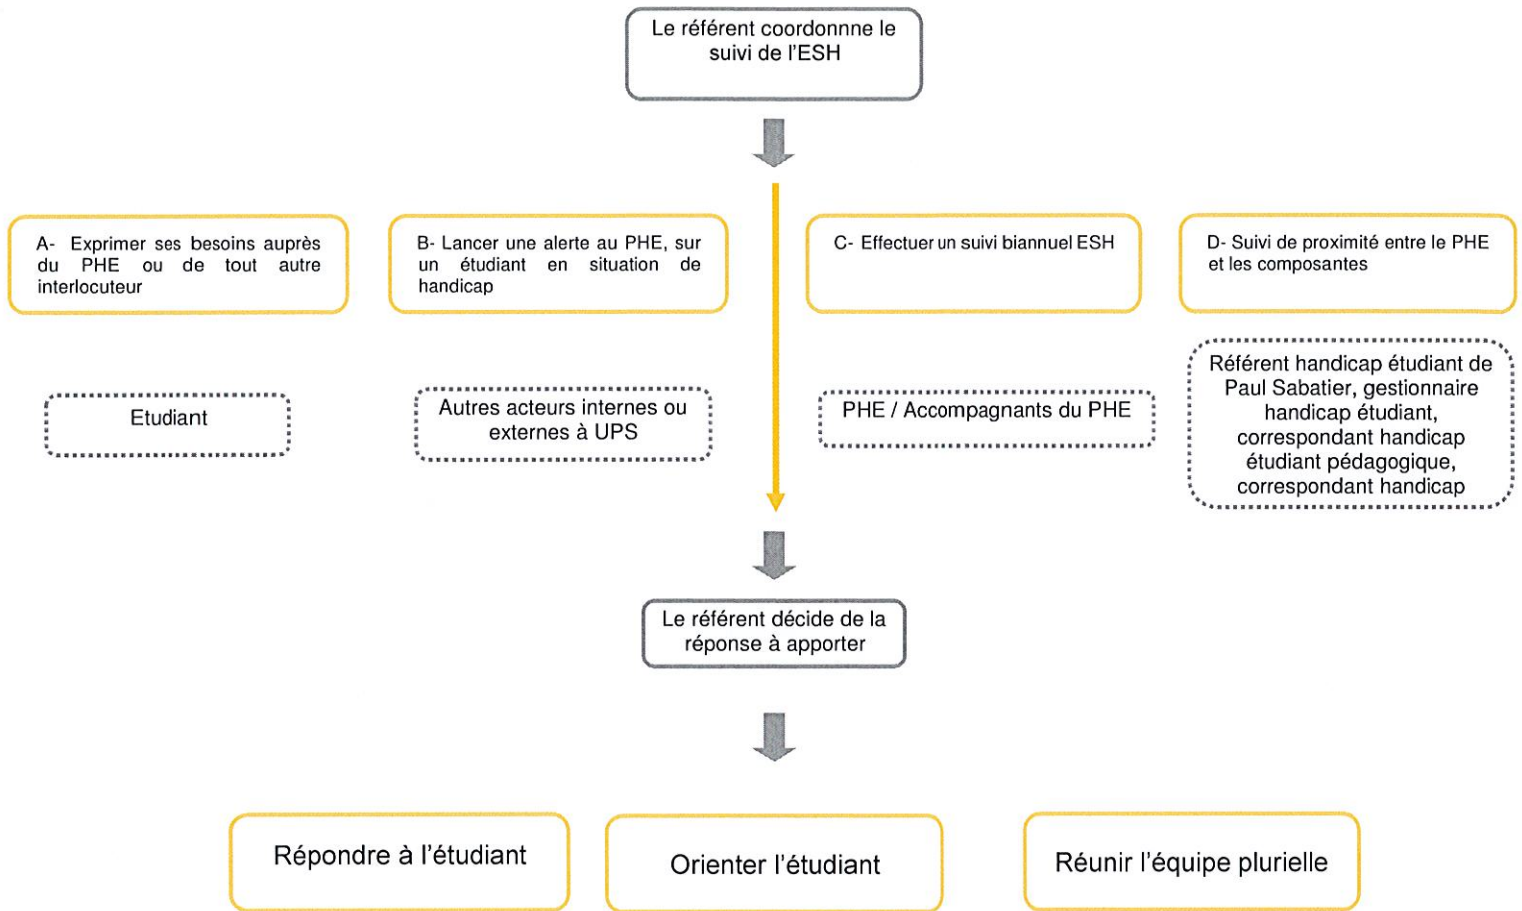 Le référent coordonnne le
suivi de l'ESH
A- Exprimer ses besoins auprès
du PHE ou de tout autre
interlocuteur
B- Lancer une alerte au PHE, sur
un étudiant en situation de
handicap
C- Effectuer un suivi biannuel ESH
D- Suivi de proximité entre le PHE
et les composantes
Etudiant
Autres acteurs internes ou
externes à UPS
PHE / Accompagnants du PHE
Référent handicap étudiant de
Paul Sabatier, gestionnaire
handicap étudiant,
correspondant handicap
étudiant pédagogique,
correspondant handicap
Le référent décide de la
réponse à apporter
Répondre à l'étudiant
Orienter l'étudiant
Réunir l'équipe plurielle